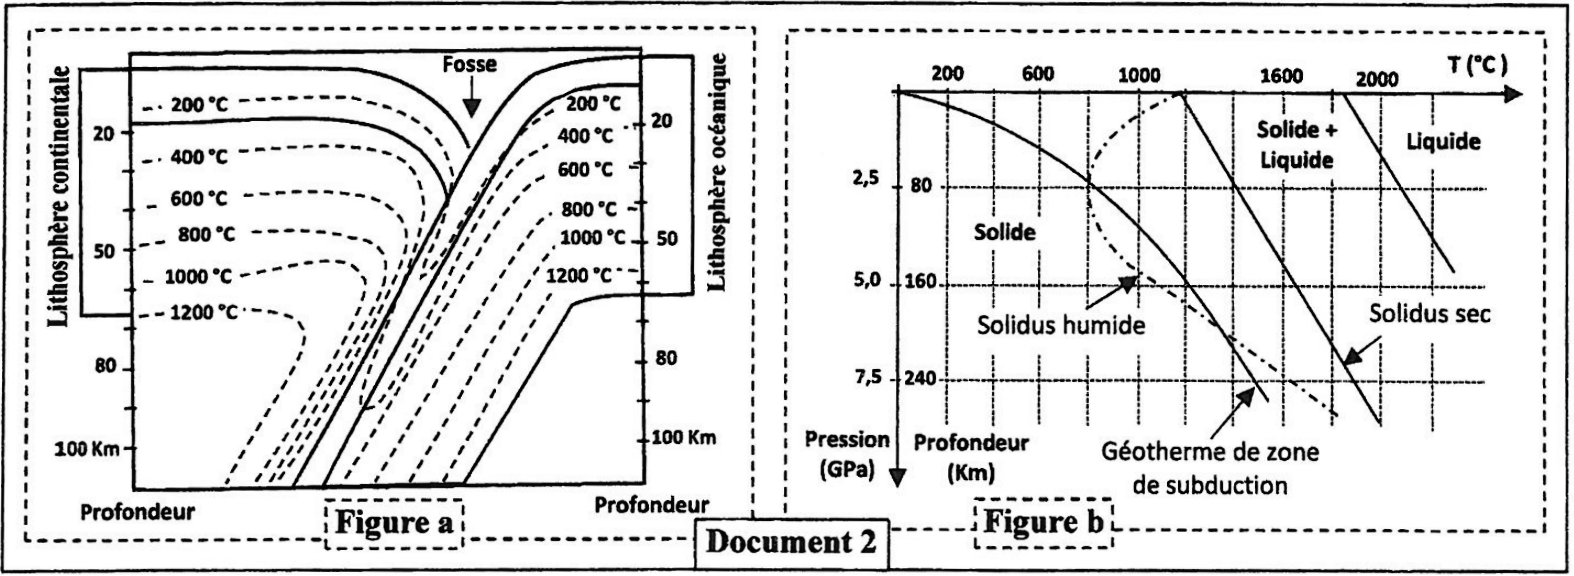 Fosse
Lithosphère continentale
200 °C
20
400 °C
600 °C
800 °C
50
1000 °C
1200 °C
80
100 Km
Profondeur
200 °C
20
400 °C
600 °C
800 °C
1000 °C
50
1200 °C
80
100 Km
Profondeur
Lithosphère océanique
Figure a
200
600
1000
1600
2000
T (°C)
Solide +
Liquide
Liquide
2,5
80
Solide
5,0
160
Solidus humide
Solidus sec
7,5
240
Pression
(GPa)
Profondeur
(Km)
Géotherme de zone
de subduction
Figure b
Document 2